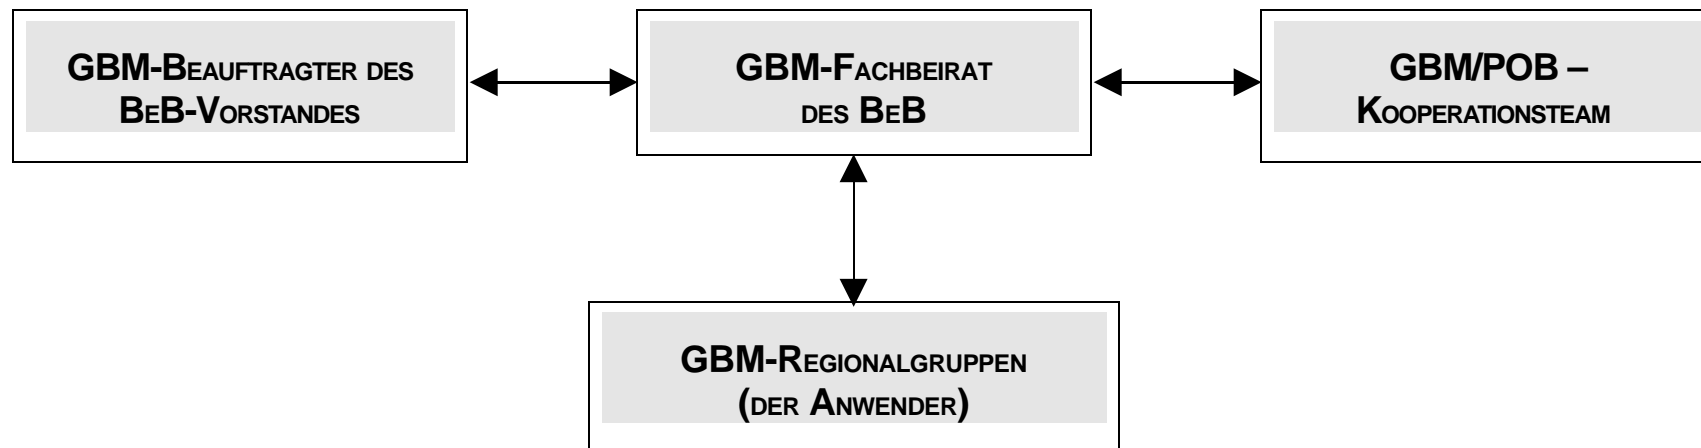 GBM-Beauftragter des
BeB-Vorstandes
GBM-Fachbeirat
des BeB
GBM/POB –
Kooperationsteam
GBM-Regionalgruppen
(der Anwender)